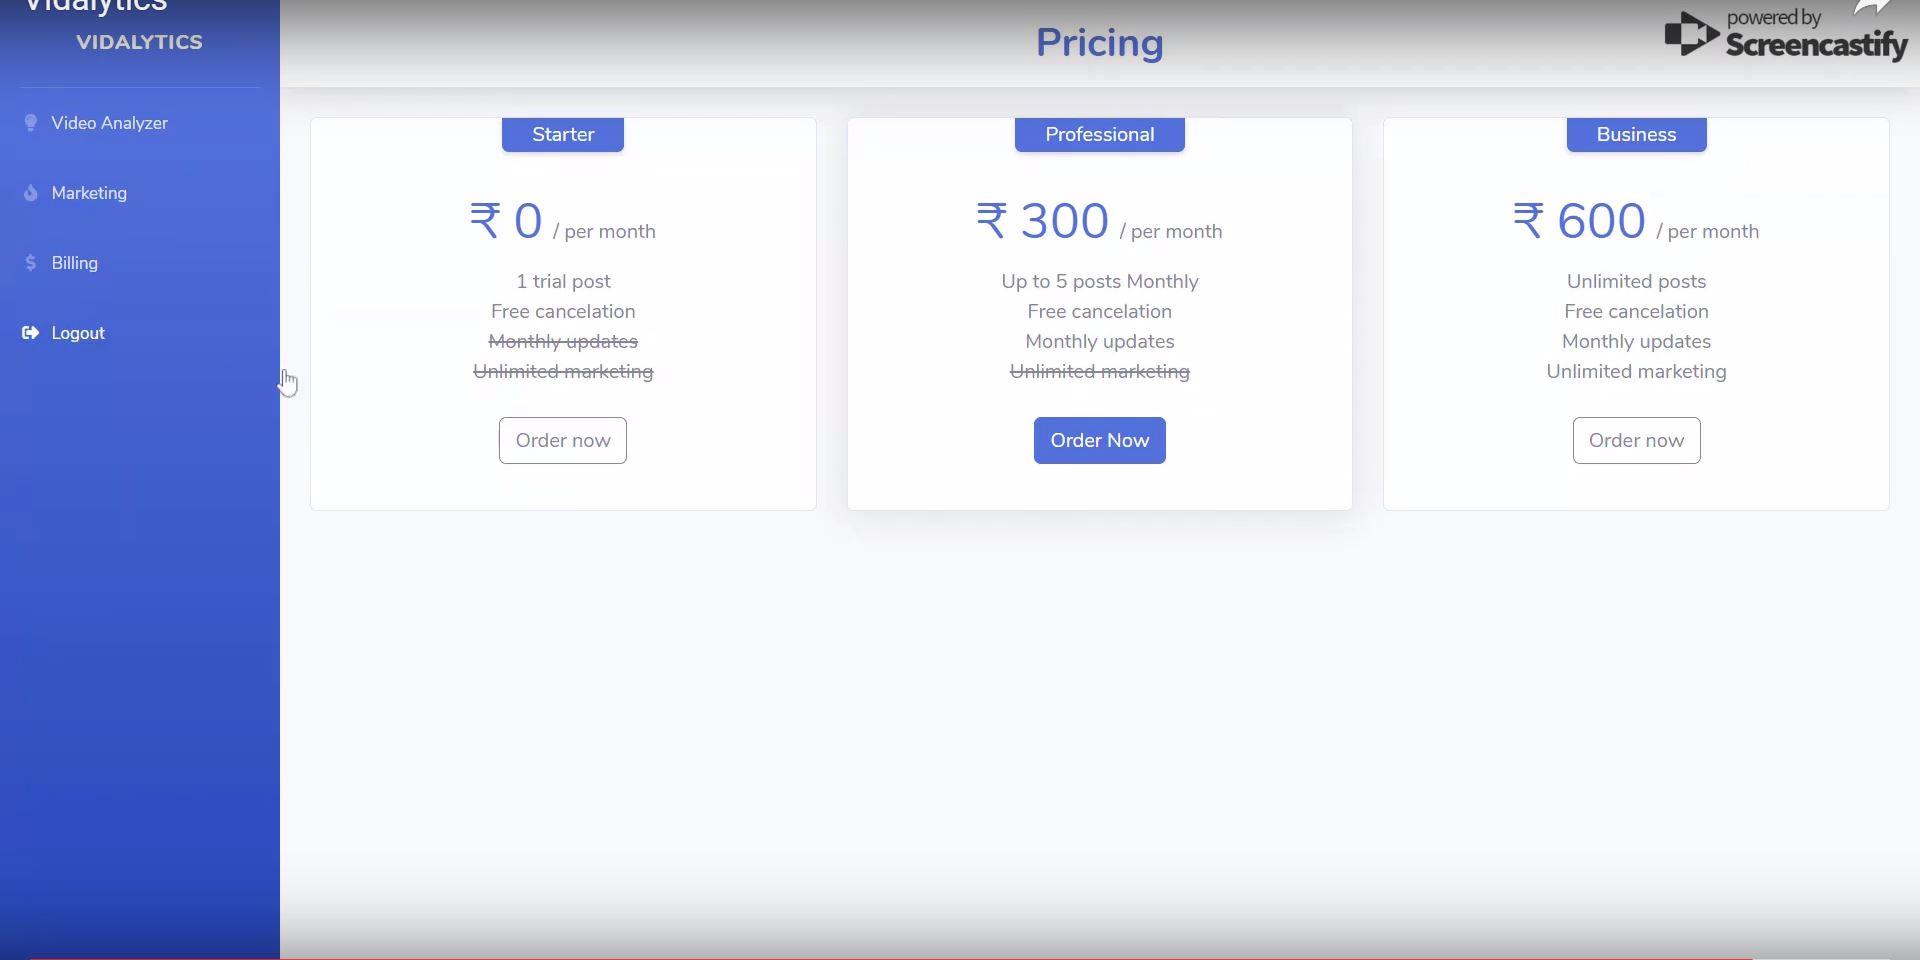 Vidalytics
VIDALYTICS
Video Analyzer
Marketing
Billing
Logout
Pricing
powered by
Screencastify
Starter
₹ 0 / per month
1 trial post
Free cancelation
Monthly updates
Unlimited marketing
Order now
Professional
₹ 300 / per month
Up to 5 posts Monthly
Free cancelation
Monthly updates
Unlimited marketing
Order Now
Business
₹ 600 / per month
Unlimited posts
Free cancelation
Monthly updates
Unlimited marketing
Order now